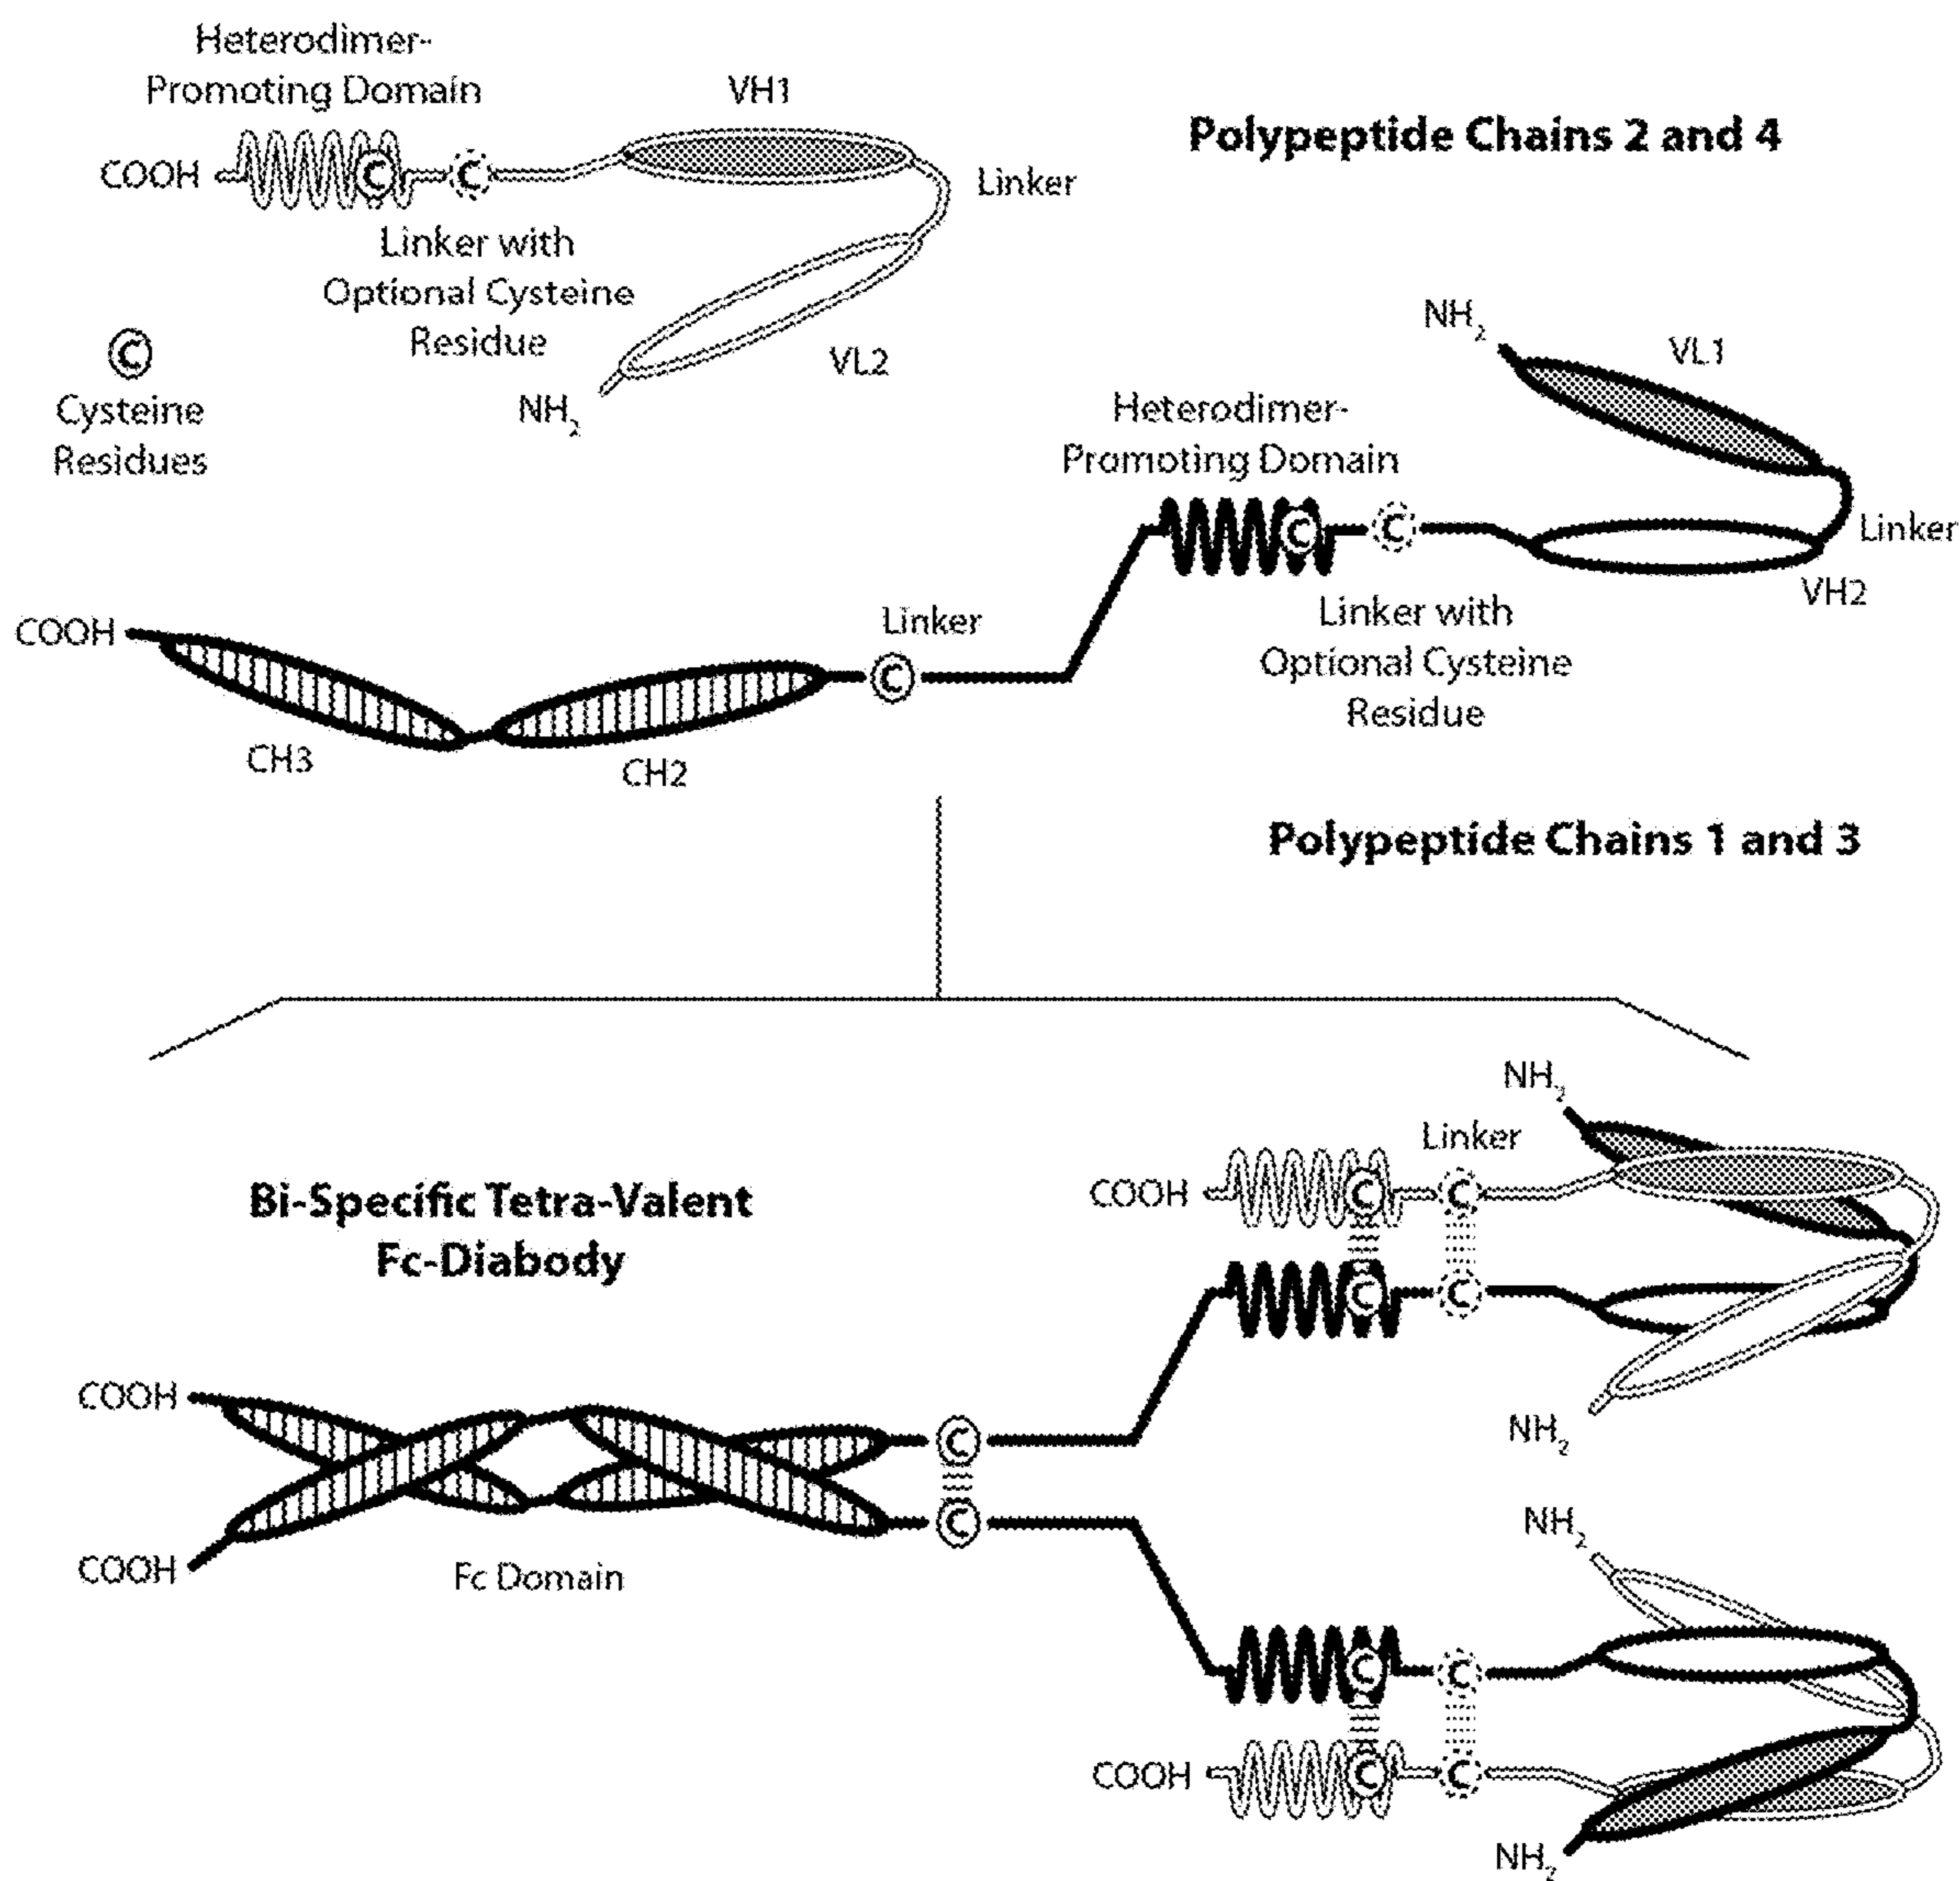 Heterodimer-
Promoting Domain
VH1
Polypeptide Chains 2 and 4
COOH
C
C
Linker
Linker with
Optional Cysteine
Residue
C
Cysteine
Residues
VL2
NH2
NH2
VL1
Heterodimer-
Promoting Domain
C
C
Linker
VH2
Linker with
Optional Cysteine
Residue
COOH
Linker
C
CH3
CH2
Polypeptide Chains 1 and 3
Bi-Specific Tetra-Valent
Fc-Diabody
NH2
Linker
COOH
C
C
C
C
NH2
COOH
C
C
COOH
Fc Domain
NH2
C
C
COOH
C
C
NH2